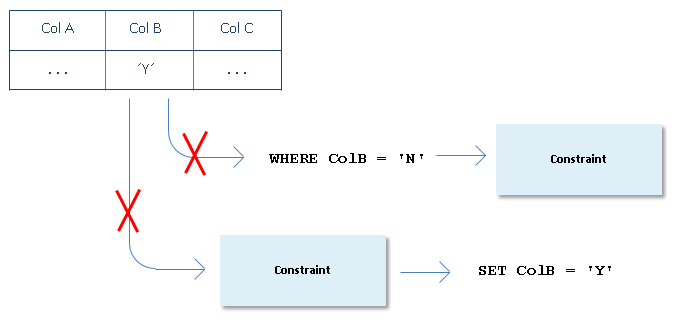 Col A Col B Col C
... 'Y' ...
WHERE ColB = 'N' Constraint
Constraint SET ColB = 'Y'